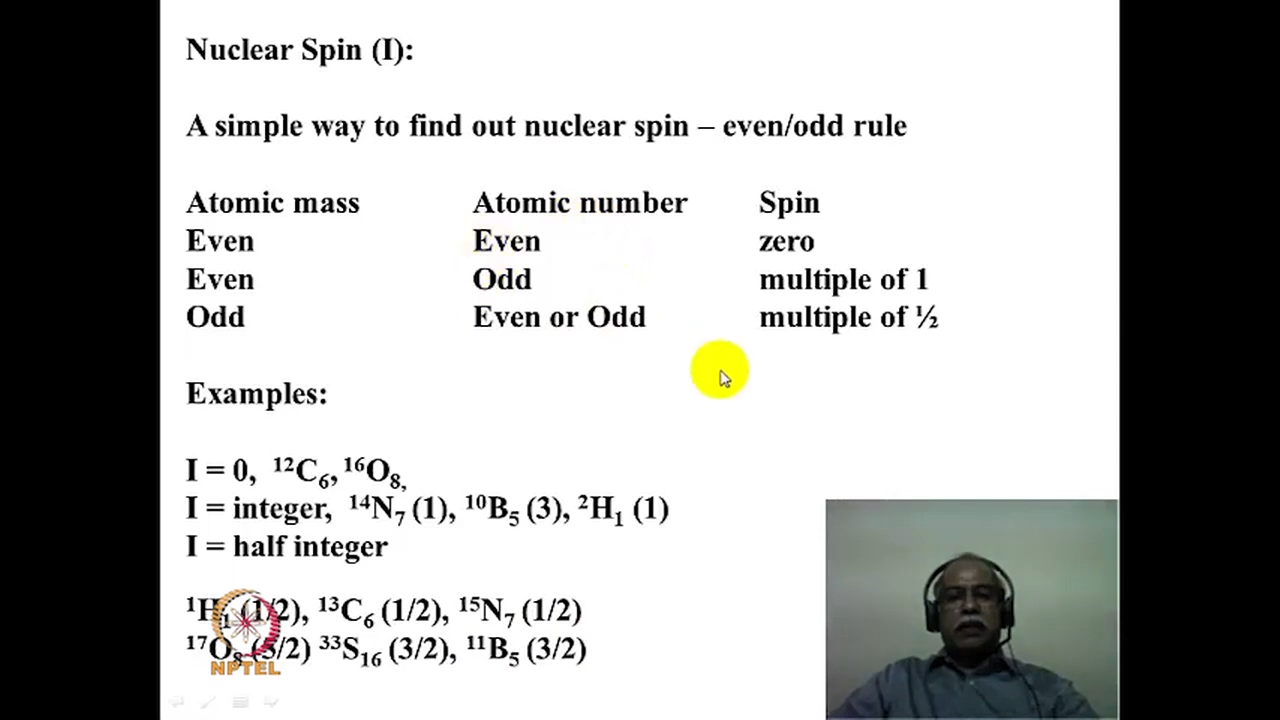 Nuclear Spin (I):
A simple way to find out nuclear spin – even/odd rule
Atomic mass Atomic number Spin
Even Even zero
Even Odd multiple of 1
Odd Even or Odd multiple of ½
Examples:
I = 0, ¹²C₆, ¹⁶O₈,
I = integer, ¹⁴N₇ (1), ¹⁰B₅ (3), ²H₁ (1)
I = half integer
¹H₁ (1/2), ¹³C₆ (1/2), ¹⁵N₇ (1/2)
¹⁷O₈ /2) ³³S₁₆ (3/2), ¹¹B₅ (3/2)
NPTEL